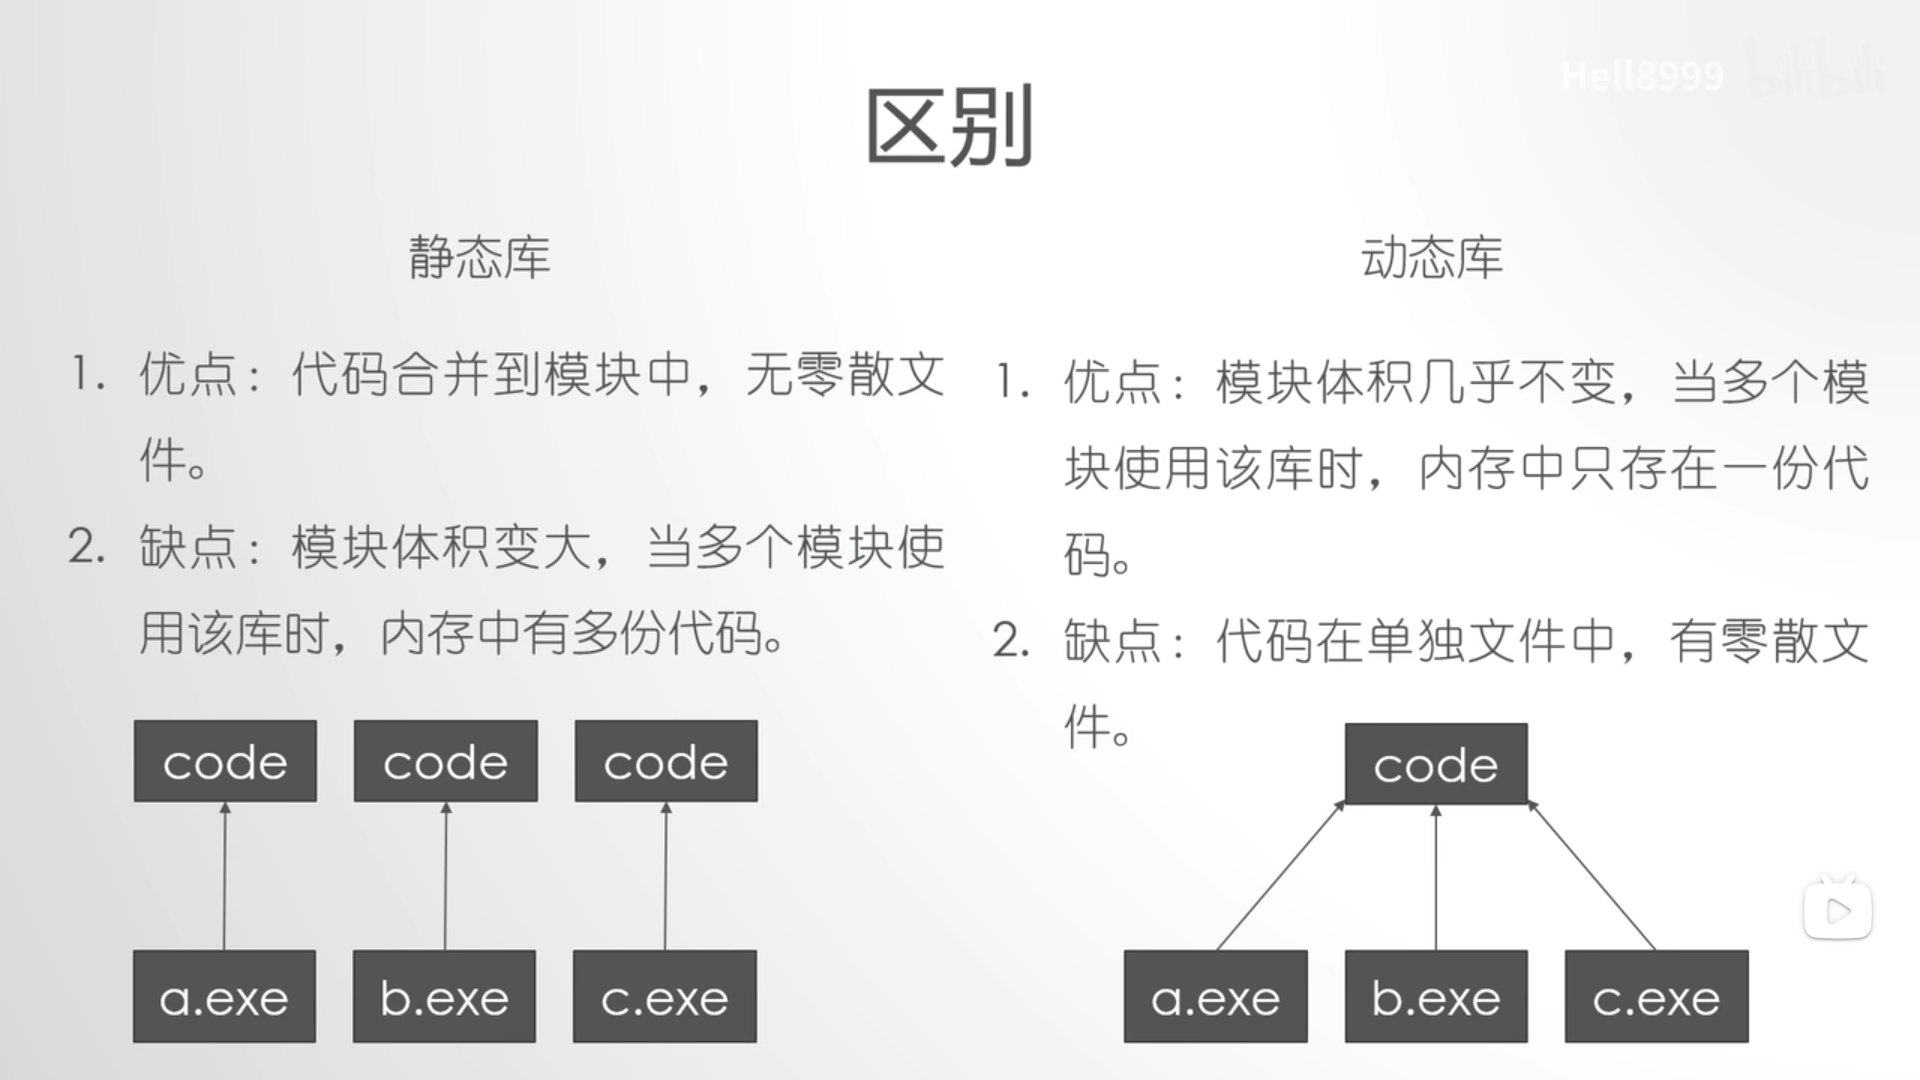 Hell8999 bilibili
区别
静态库
1. 优点：代码合并到模块中，无零散文
件。
2. 缺点：模块体积变大，当多个模块使
用该库时，内存中有多份代码。
code code code
a.exe b.exe c.exe
动态库
1. 优点：模块体积几乎不变，当多个模
块使用该库时，内存中只存在一份代
码。
2. 缺点：代码在单独文件中，有零散文
件。
code
a.exe b.exe c.exe